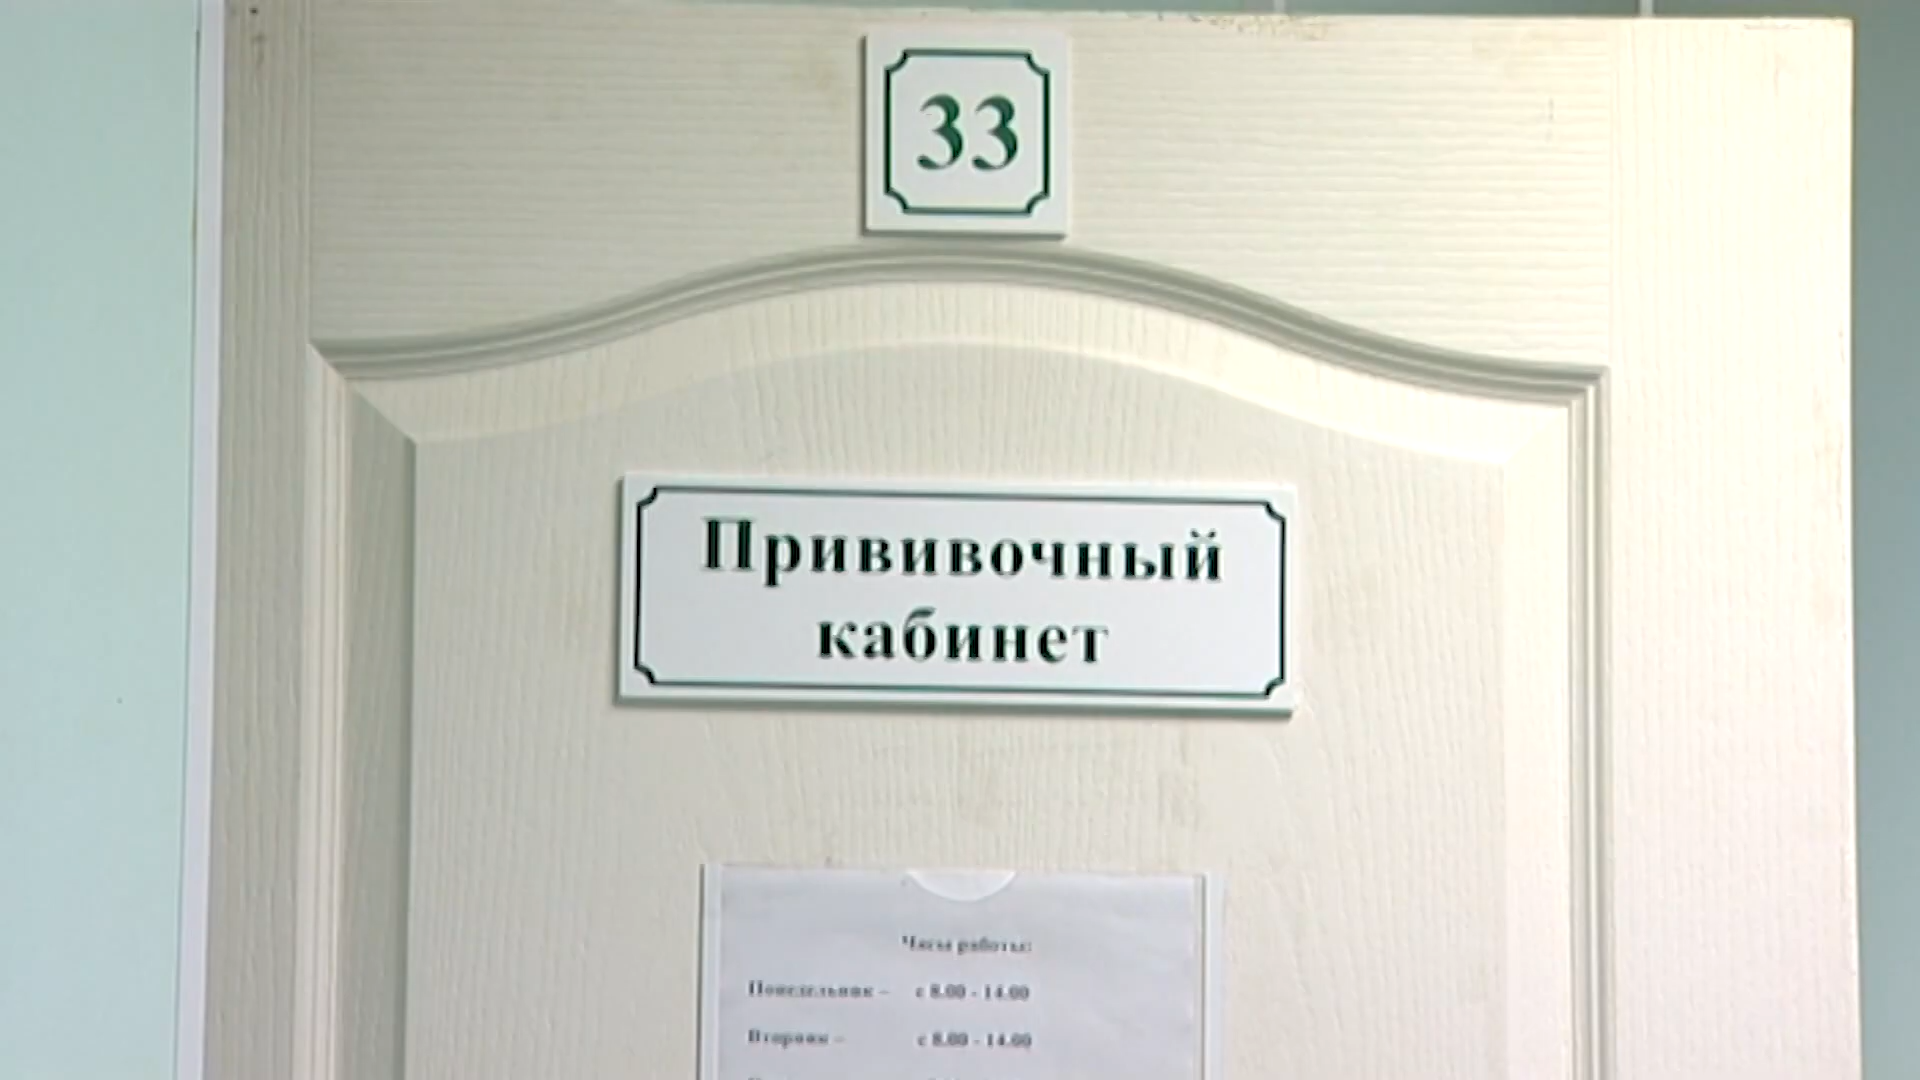 33
Прививочный
кабинет
Часы работы:
Понедельник – с 8.00 - 14.00
Вторник – с 8.00 - 14.00